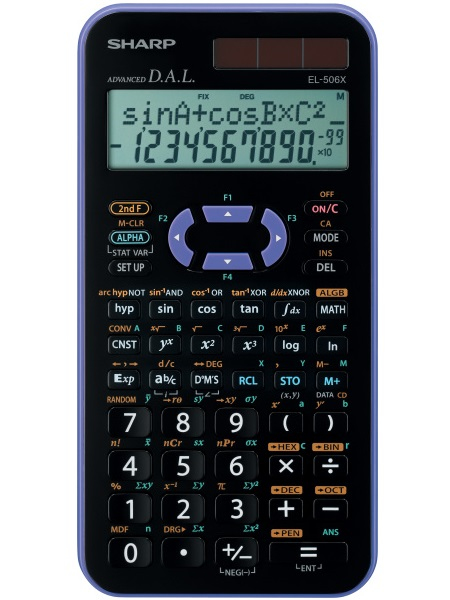 SHARP
ADVANCED D.A.L. EL-506X
FIX DEG M
sinA+cosB×C²_
-1,234,567,890.-99
×10
OFF
2nd F F1 ON/C
M-CLR F2 F3 CA
ALPHA MODE
STAT VAR INS
SET UP F4 DEL
arc hyp NOT sin⁻¹ AND cos⁻¹ OR tan⁻¹ XOR d/dx XNOR ALGB
hyp sin cos tan ∫dx MATH
CONV A B C D 10ˣ E eˣ F
CNST yˣ x² x³ log ln
d/c ↔DEG X , Y M− M
Exp ab/c D°M'S RCL STO M+
(x,y) DATA CD
RANDOM →rθ →xy a b
7 8 9 ( )
n! nCr nPr →HEX c →BIN r
4 5 6 × ÷
% Σxy x⁻¹ Σy π Σy² →DEC →OCT
1 2 3 + −
MDF n DRG▸ Σx Σx² →PEN ANS
0 • +/− =
NEG(−) ENT